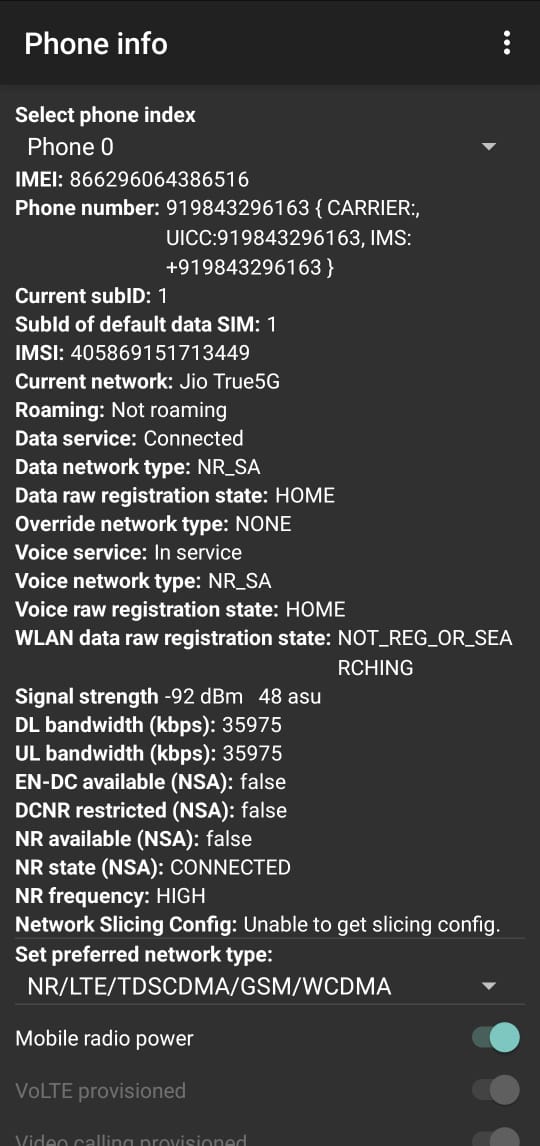 Phone info
Select phone index
Phone 0
IMEI: 866296064386516
Phone number: 919843296163 { CARRIER:,
UICC:919843296163, IMS:
+919843296163 }
Current subID: 1
SubId of default data SIM: 1
IMSI: 405869151713449
Current network: Jio True5G
Roaming: Not roaming
Data service: Connected
Data network type: NR_SA
Data raw registration state: HOME
Override network type: NONE
Voice service: In service
Voice network type: NR_SA
Voice raw registration state: HOME
WLAN data raw registration state: NOT_REG_OR_SEA
RCHING
Signal strength -92 dBm 48 asu
DL bandwidth (kbps): 35975
UL bandwidth (kbps): 35975
EN-DC available (NSA): false
DCNR restricted (NSA): false
NR available (NSA): false
NR state (NSA): CONNECTED
NR frequency: HIGH
Network Slicing Config: Unable to get slicing config.
Set preferred network type:
NR/LTE/TDSCDMA/GSM/WCDMA
Mobile radio power
VoLTE provisioned
Video calling provisioned